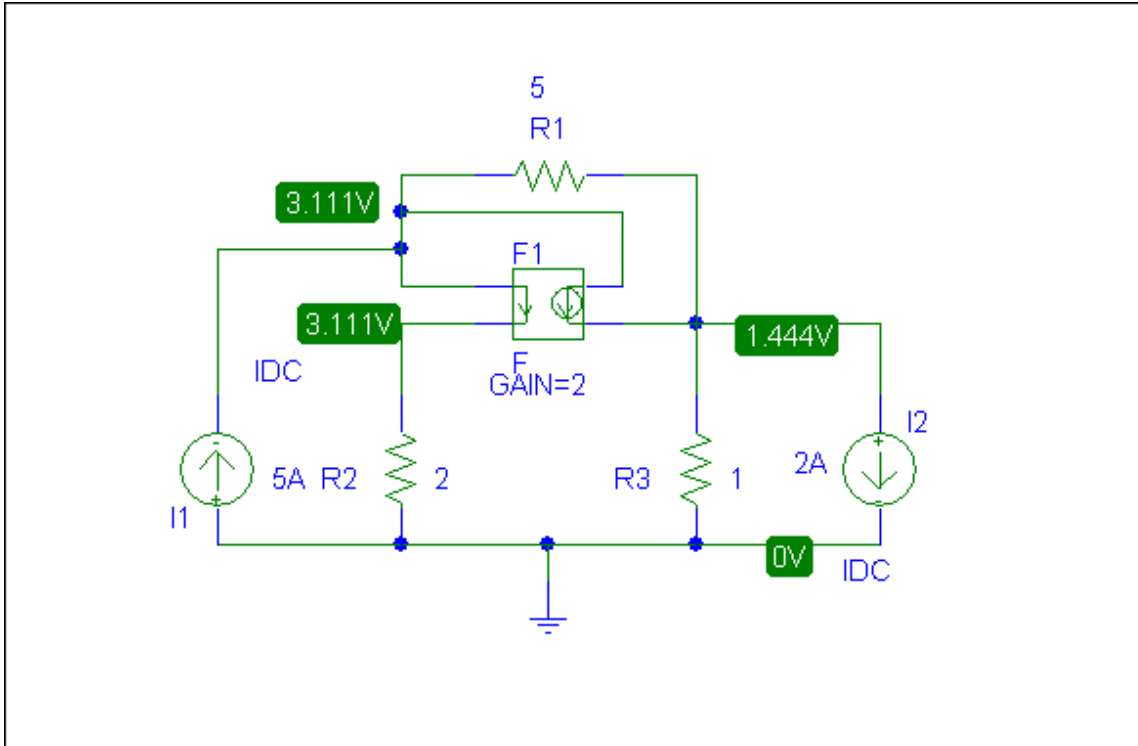 5
R1
3.111V
F1
3.111V
1.444V
F
IDC
GAIN=2
I2
5A
R2
2
R3
1
2A
I1
0V
IDC